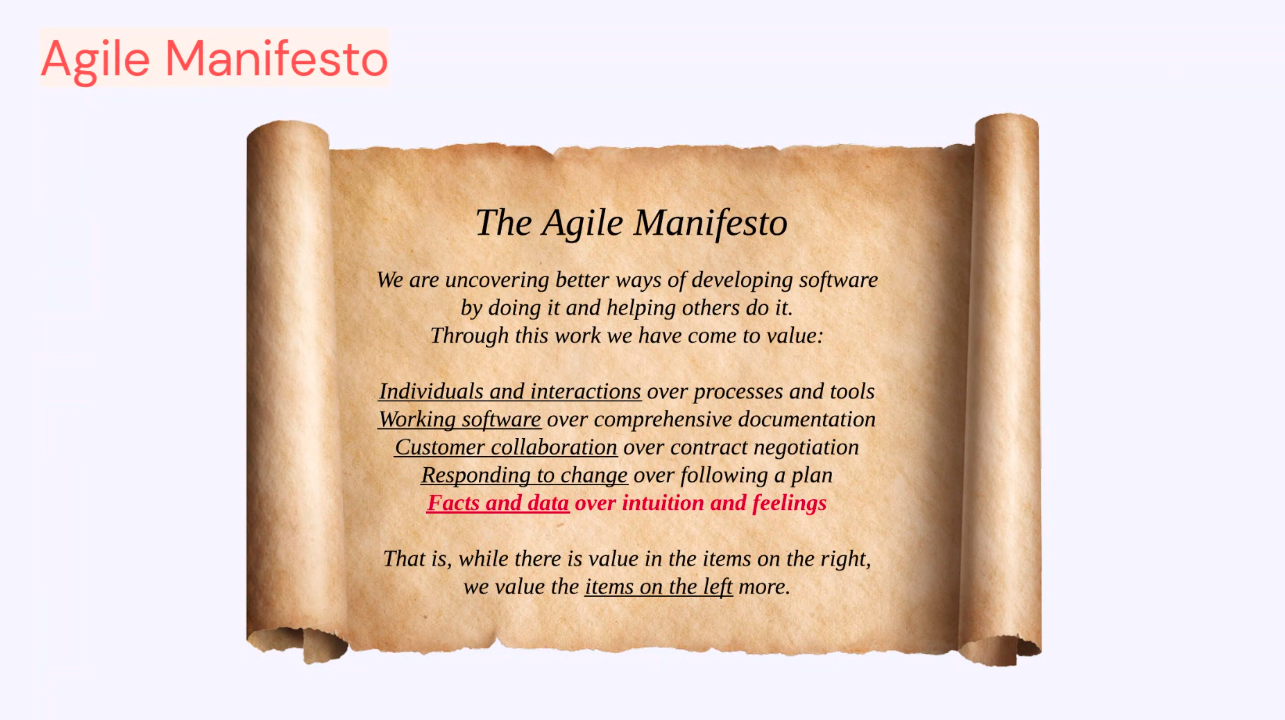 Agile Manifesto
The Agile Manifesto
We are uncovering better ways of developing software
by doing it and helping others do it.
Through this work we have come to value:
Individuals and interactions over processes and tools
Working software over comprehensive documentation
Customer collaboration over contract negotiation
Responding to change over following a plan
Facts and data over intuition and feelings
That is, while there is value in the items on the right,
we value the items on the left more.